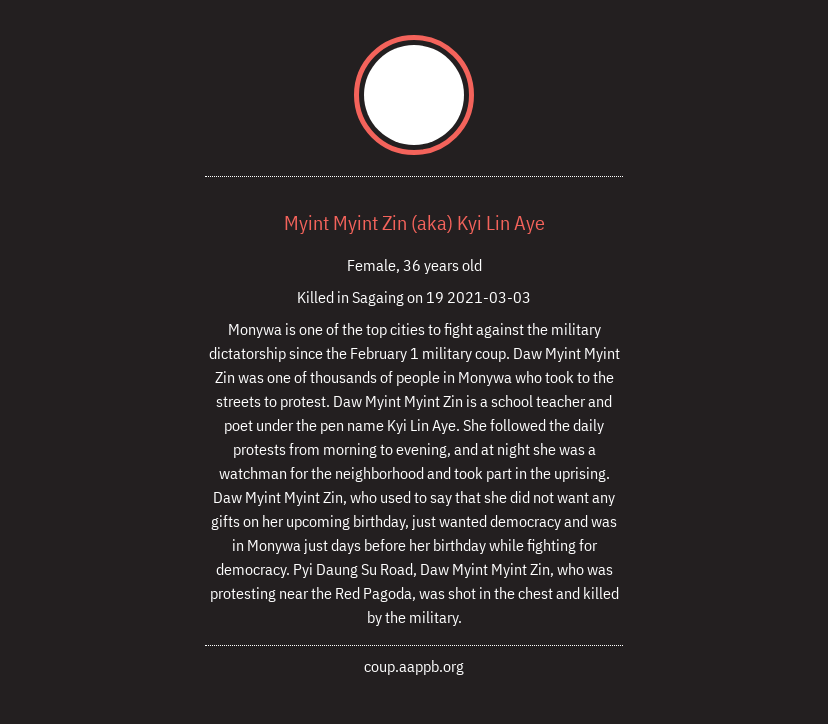 Myint Myint Zin (aka) Kyi Lin Aye
Female, 36 years old
Killed in Sagaing on 19 2021-03-03
Monywa is one of the top cities to fight against the military
dictatorship since the February 1 military coup. Daw Myint Myint
Zin was one of thousands of people in Monywa who took to the
streets to protest. Daw Myint Myint Zin is a school teacher and
poet under the pen name Kyi Lin Aye. She followed the daily
protests from morning to evening, and at night she was a
watchman for the neighborhood and took part in the uprising.
Daw Myint Myint Zin, who used to say that she did not want any
gifts on her upcoming birthday, just wanted democracy and was
in Monywa just days before her birthday while fighting for
democracy. Pyi Daung Su Road, Daw Myint Myint Zin, who was
protesting near the Red Pagoda, was shot in the chest and killed
by the military.
coup.aappb.org